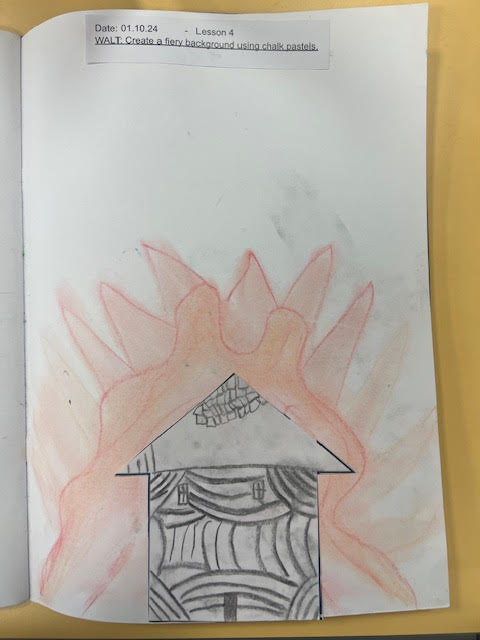 Date: 01.10.24 - Lesson 4
WALT: Create a fiery background using chalk pastels.